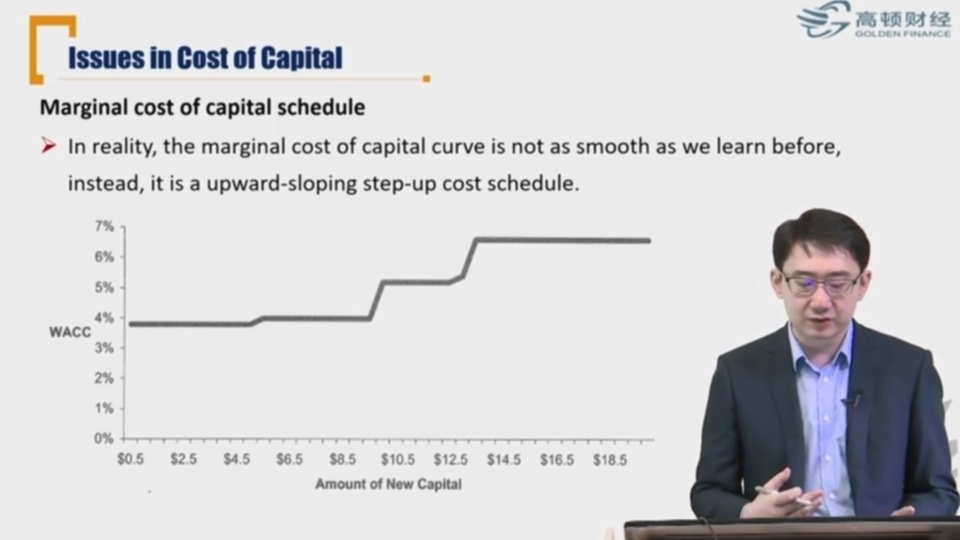 高顿财经
GOLDEN FINANCE
Issues in Cost of Capital
Marginal cost of capital schedule
In reality, the marginal cost of capital curve is not as smooth as we learn before,
instead, it is a upward-sloping step-up cost schedule.
7%
6%
5%
4%
WACC
3%
2%
1%
0%
$0.5 $2.5 $4.5 $6.5 $8.5 $10.5 $12.5 $14.5 $16.5 $18.5
Amount of New Capital